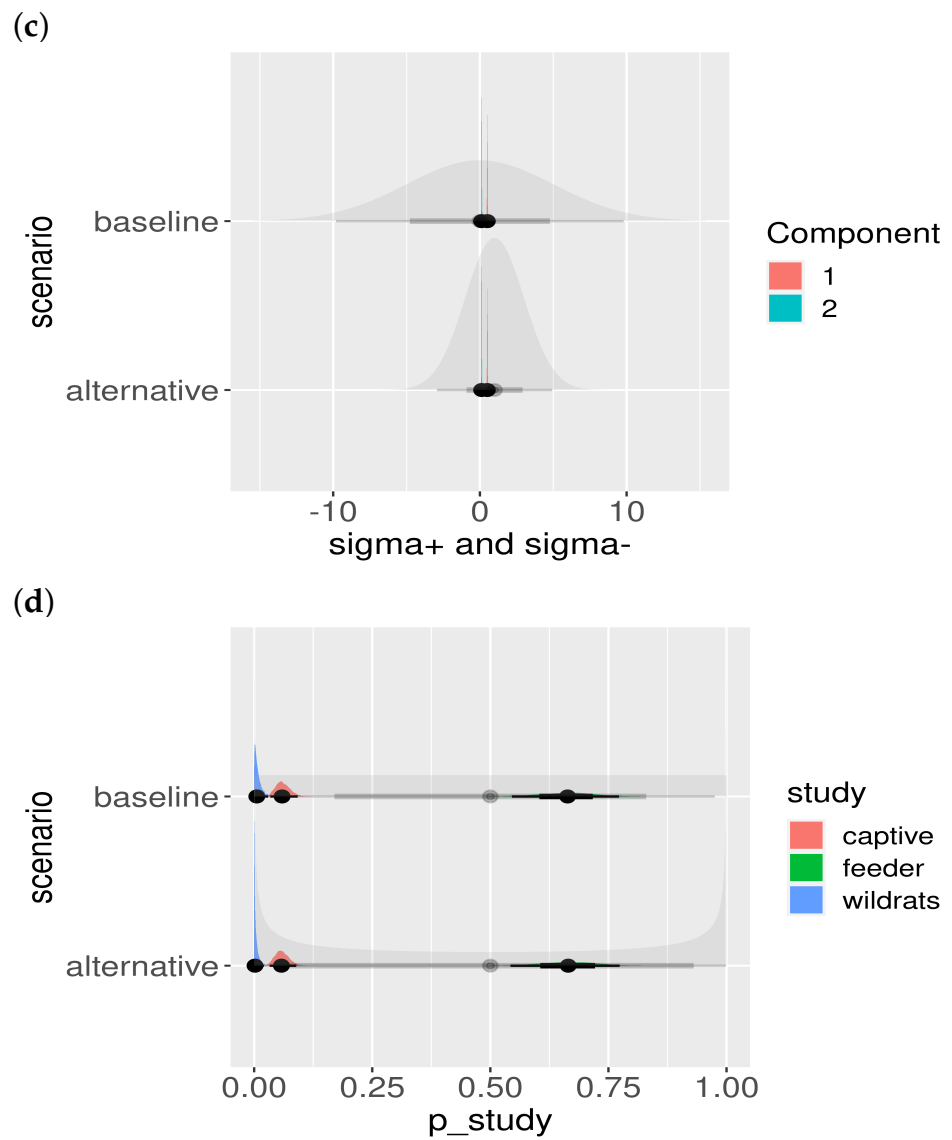 (c)
scenario
baseline
alternative
-10 0 10
sigma+ and sigma-
Component
1
2
(d)
scenario
baseline
alternative
0.00 0.25 0.50 0.75 1.00
p_study
study
captive
feeder
wildrats